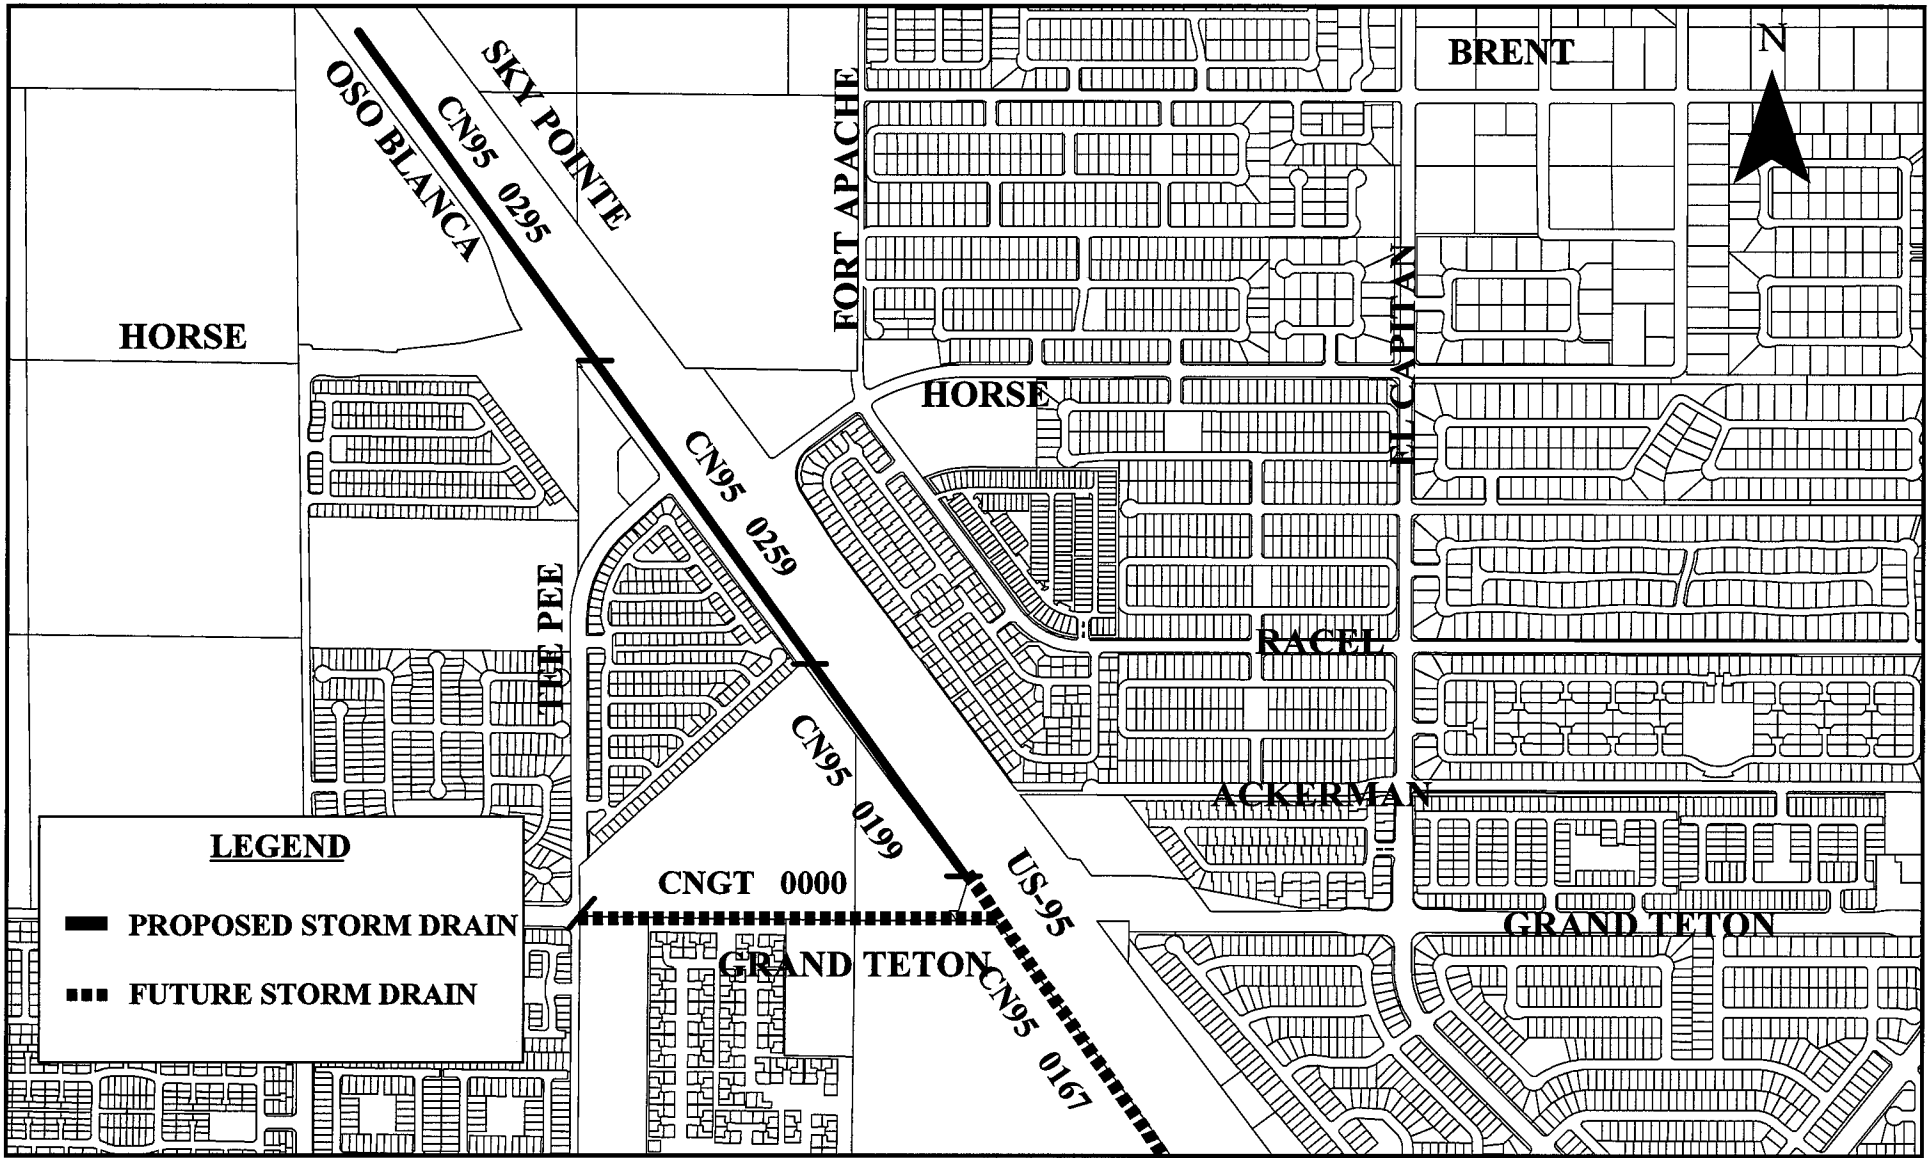 BRENT
N
SKY POINTE
OSO BLANCA
CN95 0295
FORT APACHE
HORSE
HORSE
EL CAPITAN
CN95 0259
TEE PEE
RACEL
CN95 0199
ACKERMAN
US-95
CNGT 0000
GRAND TETON
GRAND TETON
CN95 0167
LEGEND
PROPOSED STORM DRAIN
FUTURE STORM DRAIN